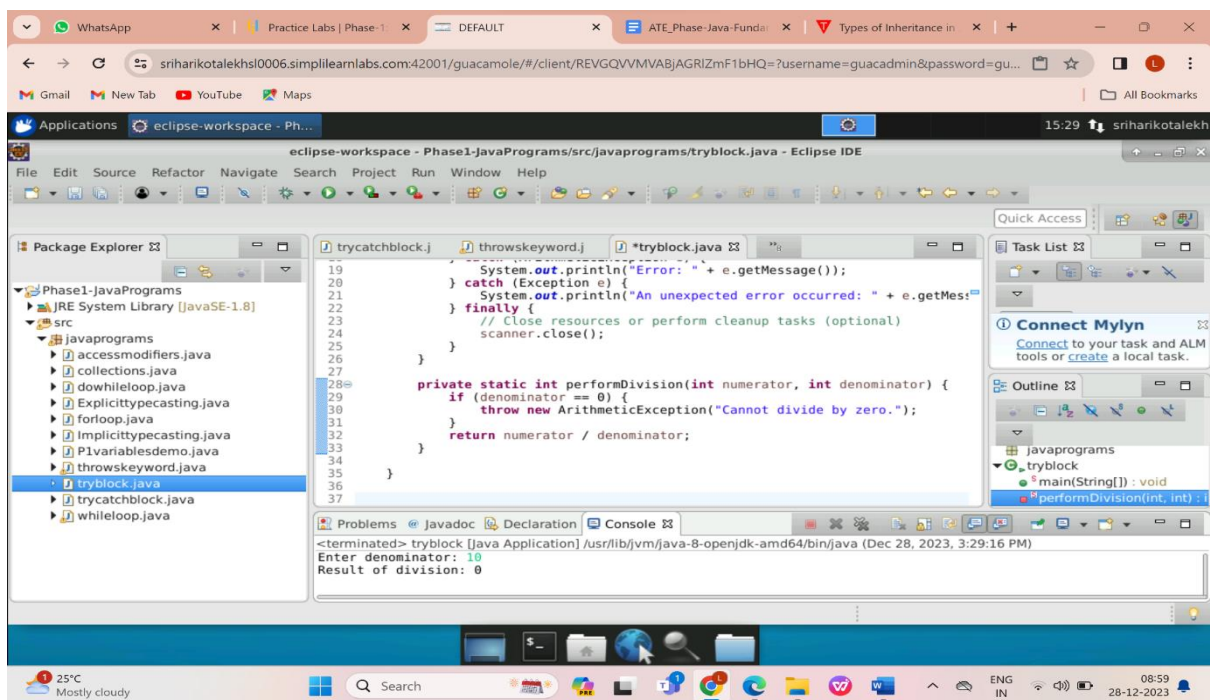 WhatsApp
Practice Labs | Phase-1:
DEFAULT
ATE_Phase-Java-Fundar
Types of Inheritance in
sriharikotalekhsl0006.simplilearnlabs.com:42001/guacamole/#/client/REVGQVVMVABjAGRlZmF1bHQ=?username=guacadmin&password=gu...
Gmail New Tab YouTube Maps
All Bookmarks
Applications eclipse-workspace - Ph...
15:29 sriharikotalekh
eclipse-workspace - Phase1-JavaPrograms/src/javaprograms/tryblock.java - Eclipse IDE
File Edit Source Refactor Navigate Search Project Run Window Help
Quick Access
Package Explorer
Phase1-JavaPrograms
JRE System Library [JavaSE-1.8]
src
javaprograms
accessmodifiers.java
collections.java
dowhileloop.java
Explicittypecasting.java
forloop.java
Implicittypecasting.java
P1variablesdemo.java
throwskeyword.java
tryblock.java
trycatchblock.java
whileloop.java
trycatchblock.j throwskeyword.j *tryblock.java
19 System.out.println("Error: " + e.getMessage());
20 } catch (Exception e) {
21 System.out.println("An unexpected error occurred: " + e.getMess
22 } finally {
23 // Close resources or perform cleanup tasks (optional)
24 scanner.close();
25 }
26 }
27
28 private static int performDivision(int numerator, int denominator) {
29 if (denominator == 0) {
30 throw new ArithmeticException("Cannot divide by zero.");
31 }
32 return numerator / denominator;
33 }
34
35 }
36
37
Task List
Connect Mylyn
Connect to your task and ALM
tools or create a local task.
Outline
javaprograms
tryblock
main(String[]) : void
performDivision(int, int) : i
Problems Javadoc Declaration Console
<terminated> tryblock [Java Application] /usr/lib/jvm/java-8-openjdk-amd64/bin/java (Dec 28, 2023, 3:29:16 PM)
Enter denominator: 10
Result of division: 0
25°C
Mostly cloudy
Search
ENG
IN
08:59
28-12-2023